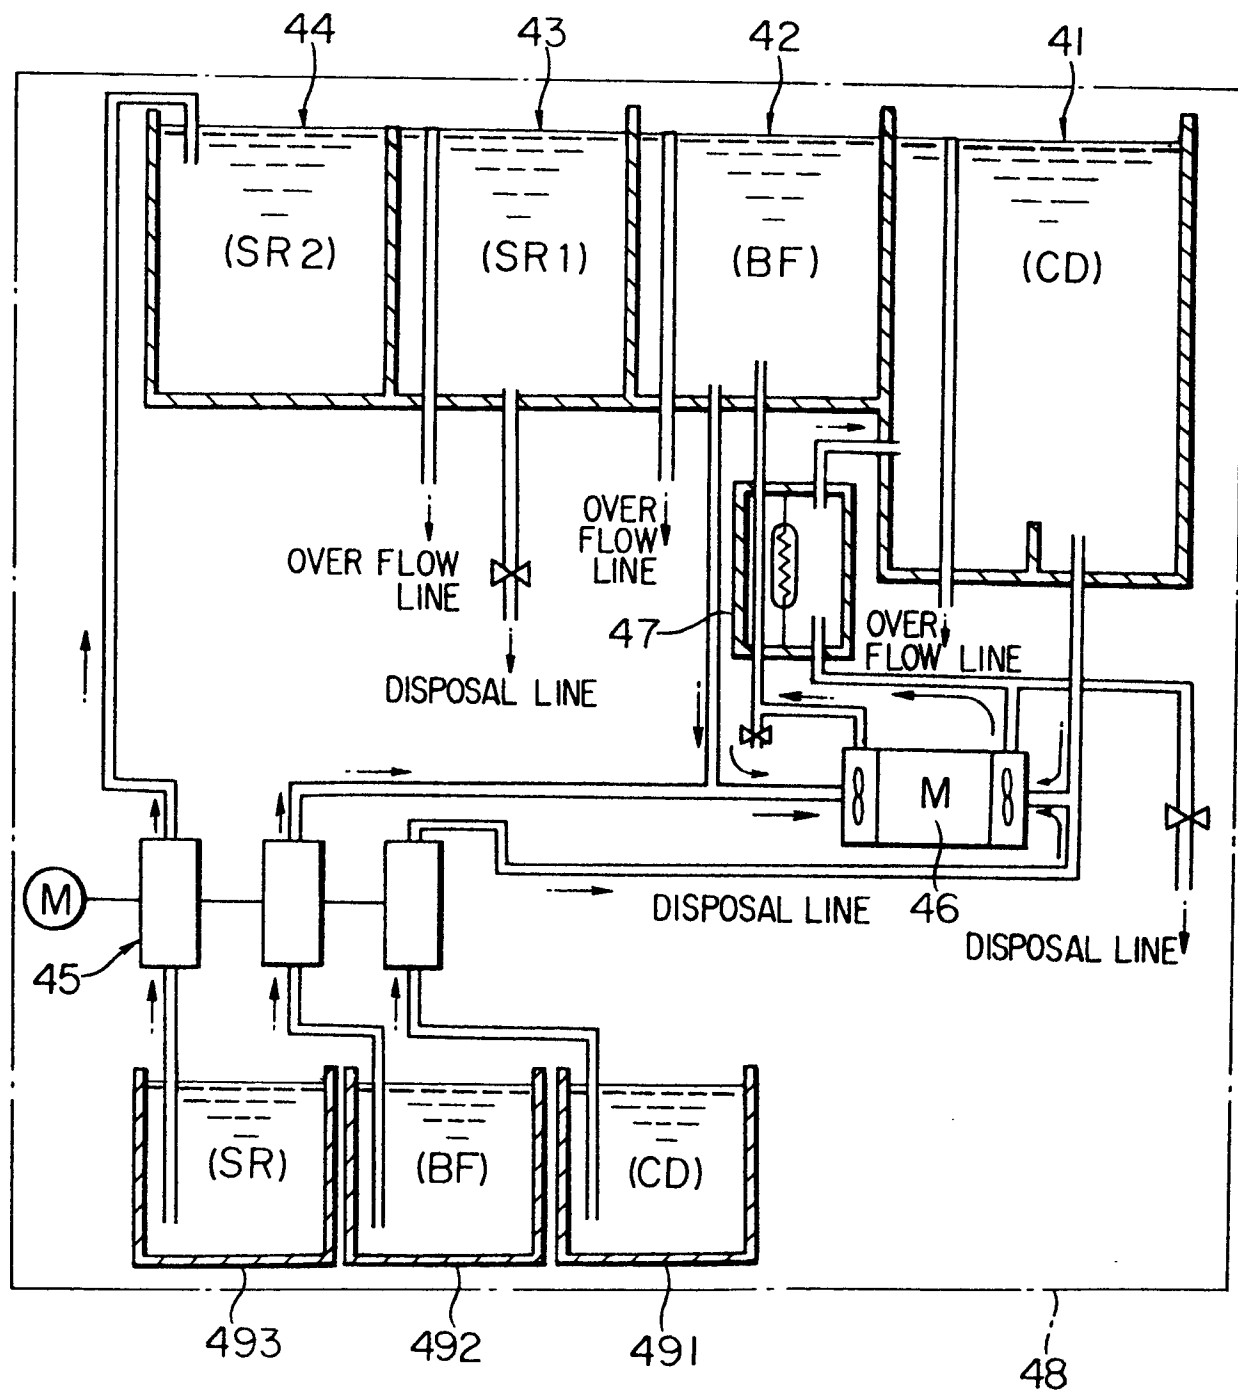 44
43
42
41
(SR2)
(SR1)
(BF)
(CD)
OVER FLOW
LINE
OVER
FLOW
LINE
47
OVER
FLOW LINE
DISPOSAL LINE
M
M
45
DISPOSAL LINE
46
DISPOSAL LINE
(SR)
(BF)
(CD)
493
492
491
48